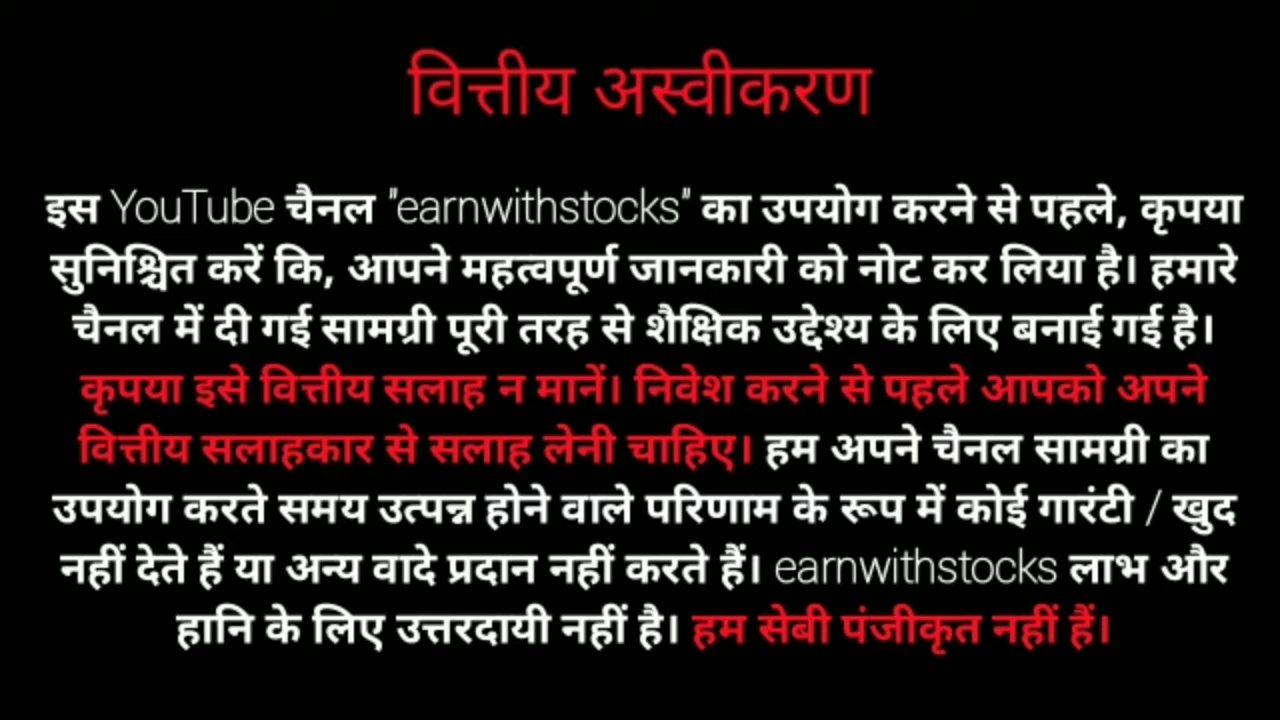 वित्तीय अस्वीकरण
इस YouTube चैनल "earnwithstocks" का उपयोग करने से पहले, कृपया
सुनिश्चित करें कि, आपने महत्वपूर्ण जानकारी को नोट कर लिया है। हमारे
चैनल में दी गई सामग्री पूरी तरह से शैक्षिक उद्देश्य के लिए बनाई गई है।
कृपया इसे वित्तीय सलाह न मानें। निवेश करने से पहले आपको अपने
वित्तीय सलाहकार से सलाह लेनी चाहिए। हम अपने चैनल सामग्री का
उपयोग करते समय उत्पन्न होने वाले परिणाम के रूप में कोई गारंटी / खुद
नहीं देते हैं या अन्य वादे प्रदान नहीं करते हैं। earnwithstocks लाभ और
हानि के लिए उत्तरदायी नहीं है। हम सेबी पंजीकृत नहीं हैं।